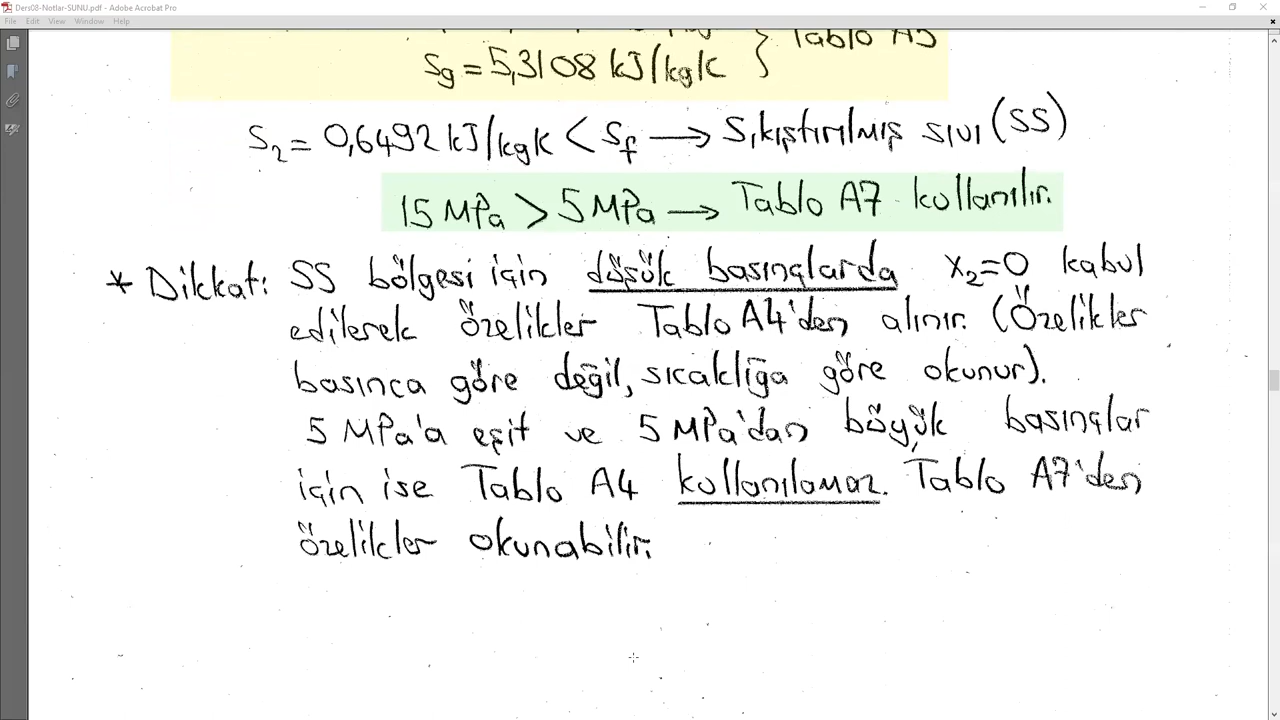 Ders08-Notlar-SUNU.pdf - Adobe Acrobat Pro
File Edit View Window Help
Tablo A5
Sg = 5,3108 kJ/kgK
S2 = 0,6492 kJ/kgK < Sf → Sıkıştırılmış sıvı (SS)
15 MPa > 5 MPa → Tablo A7 kullanılır.
* Dikkat: SS bölgesi için düşük basınçlarda x2=0 kabul
edilerek özelikler Tablo A4'den alınır. (Özelikler
basınca göre değil, sıcaklığa göre okunur).
5 MPa'a eşit ve 5 MPa'dan büyük basınçlar
için ise Tablo A4 kullanılamaz. Tablo A7'den
özelikler okunabilir.